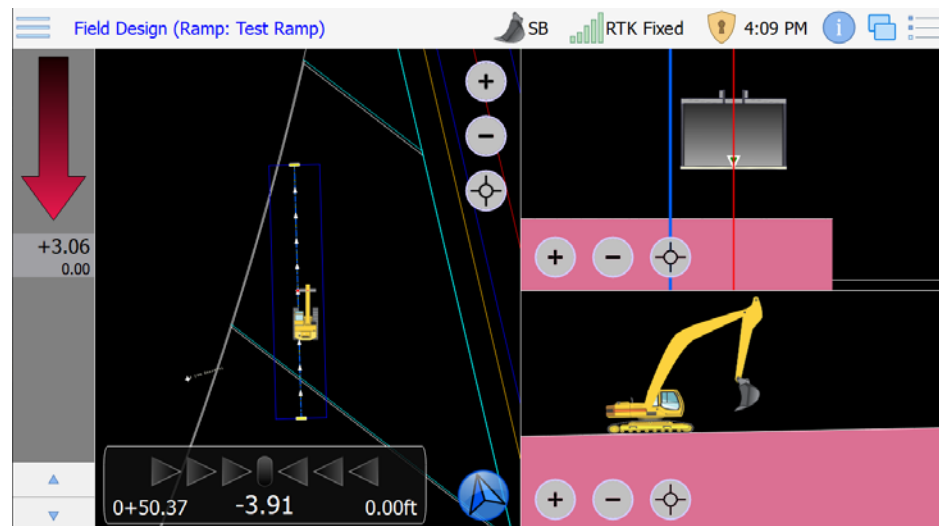 Field Design (Ramp: Test Ramp) SB RTK Fixed 4:09 PM
+3.06
0.00
0+50.37 -3.91 0.00ft